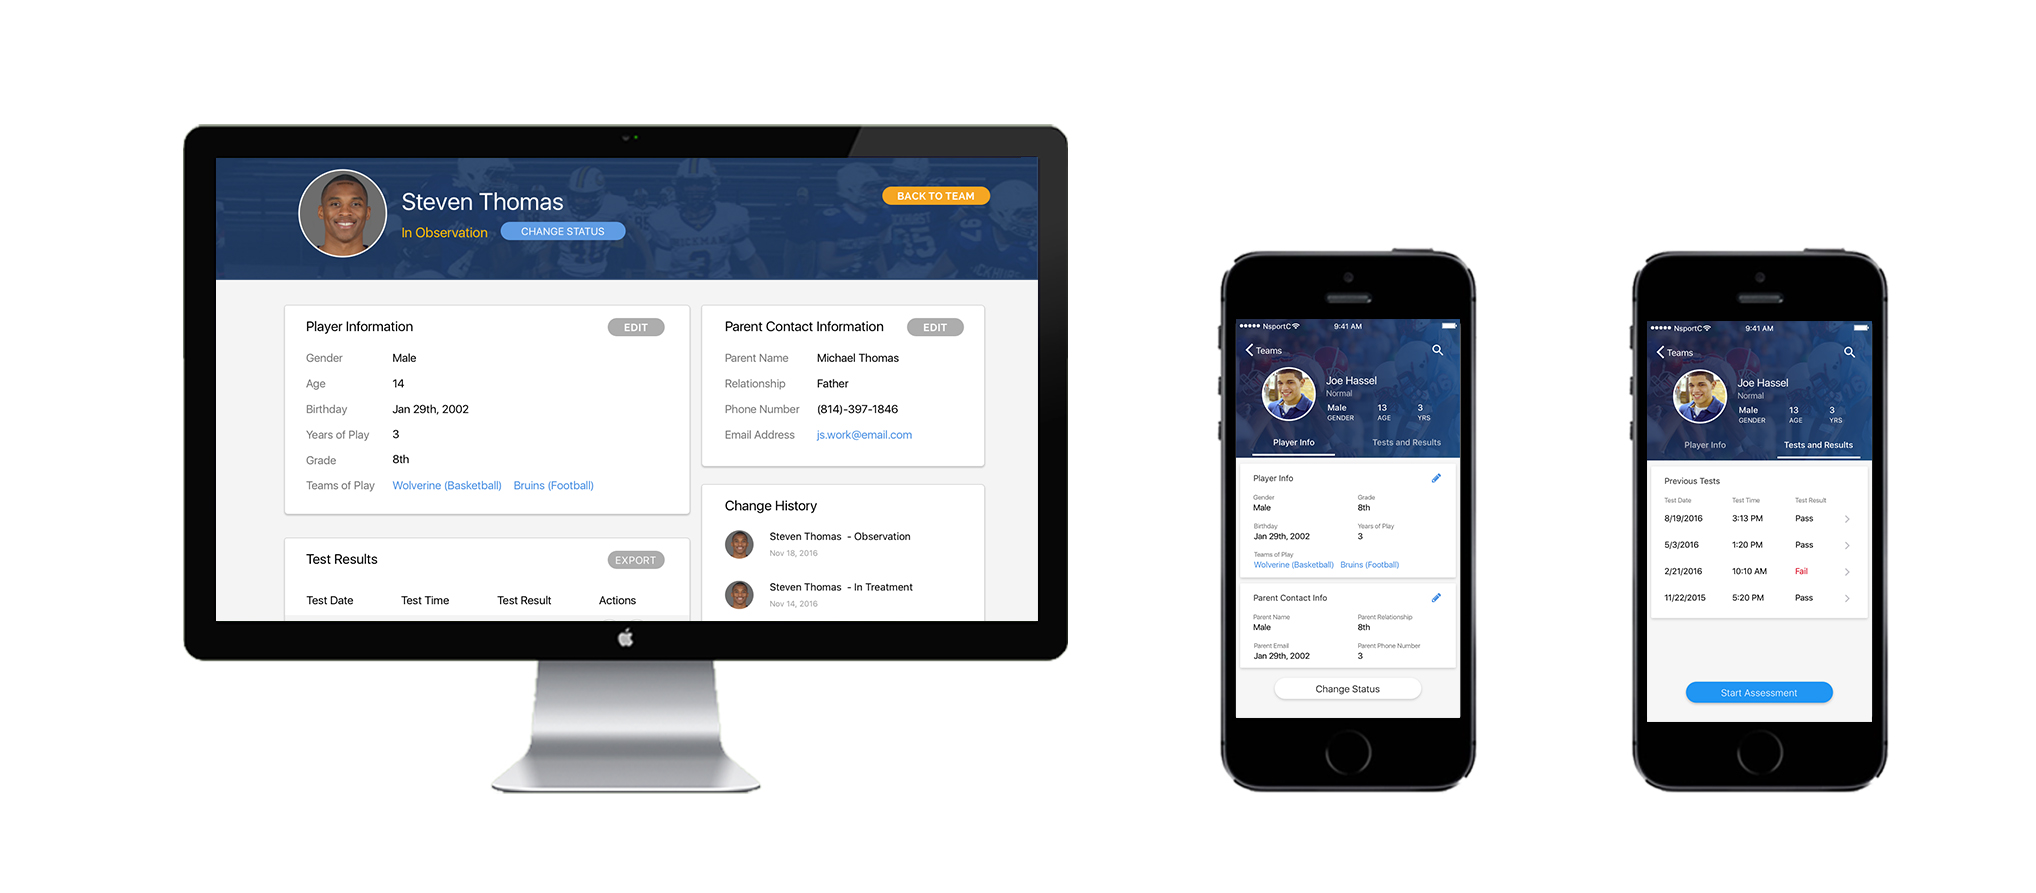 Steven Thomas
BACK TO TEAM
In Observation CHANGE STATUS
Player Information EDIT
Gender Male
Age 14
Birthday Jan 29th, 2002
Years of Play 3
Grade 8th
Teams of Play Wolverine (Basketball) Bruins (Football)
Test Results EXPORT
Test Date Test Time Test Result Actions
Parent Contact Information EDIT
Parent Name Michael Thomas
Relationship Father
Phone Number (814)-397-1846
Email Address js.work@email.com
Change History
Steven Thomas - Observation
Nov 18, 2016
Steven Thomas - In Treatment
Nov 14, 2016
NsportC 9:41 AM
Teams
Joe Hassel
Normal
Male 13 3
GENDER AGE YRS
Player Info Tests and Results
Player Info
Gender Grade
Male 8th
Birthday Years of Play
Jan 29th, 2002 3
Teams of Play
Wolverine (Basketball) Bruins (Football)
Parent Contact Info
Parent Name Parent Relationship
Male 8th
Parent Email Parent Phone Number
Jan 29th, 2002 3
Change Status
NsportC 9:41 AM
Teams
Joe Hassel
Normal
Male 13 3
GENDER AGE YRS
Player Info Tests and Results
Previous Tests
Test Date Test Time Test Result
8/19/2016 3:13 PM Pass
5/3/2016 1:20 PM Pass
2/21/2016 10:10 AM Fail
11/22/2015 5:20 PM Pass
Start Assessment